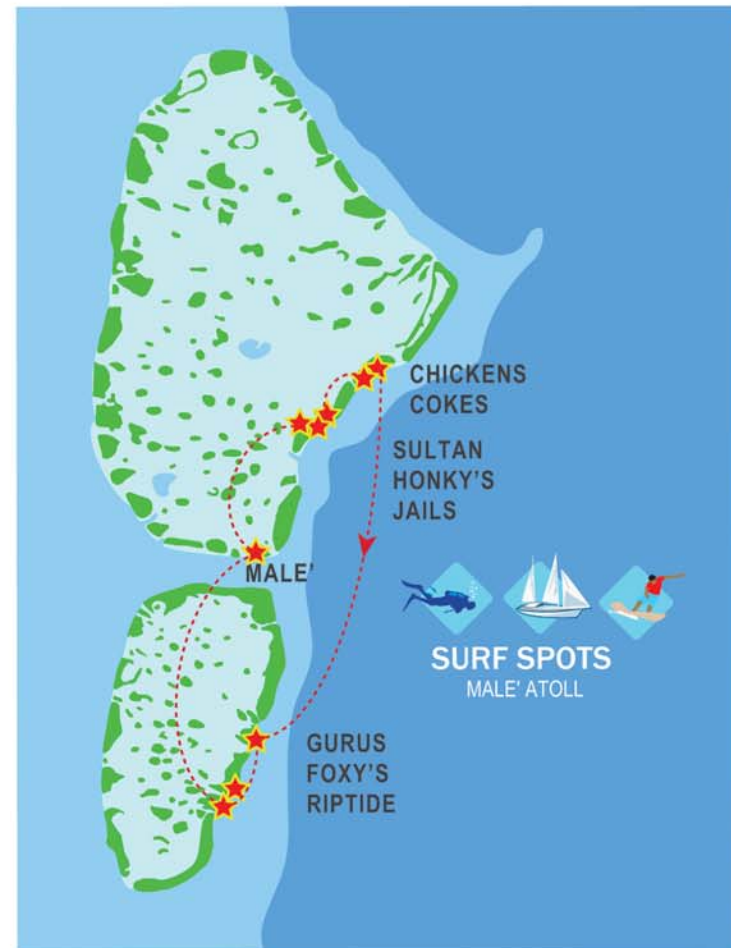 CHICKENS
COKES
SULTAN
HONKY'S
JAILS
MALE'
SURF SPOTS
MALE' ATOLL
GURUS
FOXY'S
RIPTIDE